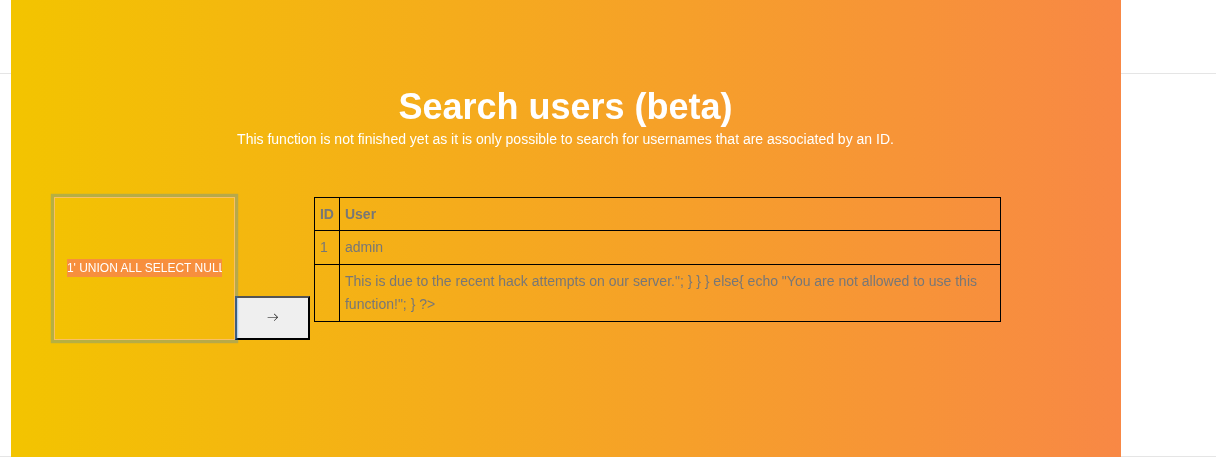 Search users (beta)
This function is not finished yet as it is only possible to search for usernames that are associated by an ID.
1' UNION ALL SELECT NULL
ID User
1 admin
This is due to the recent hack attempts on our server."; } } } else{ echo "You are not allowed to use this
function!"; } ?>